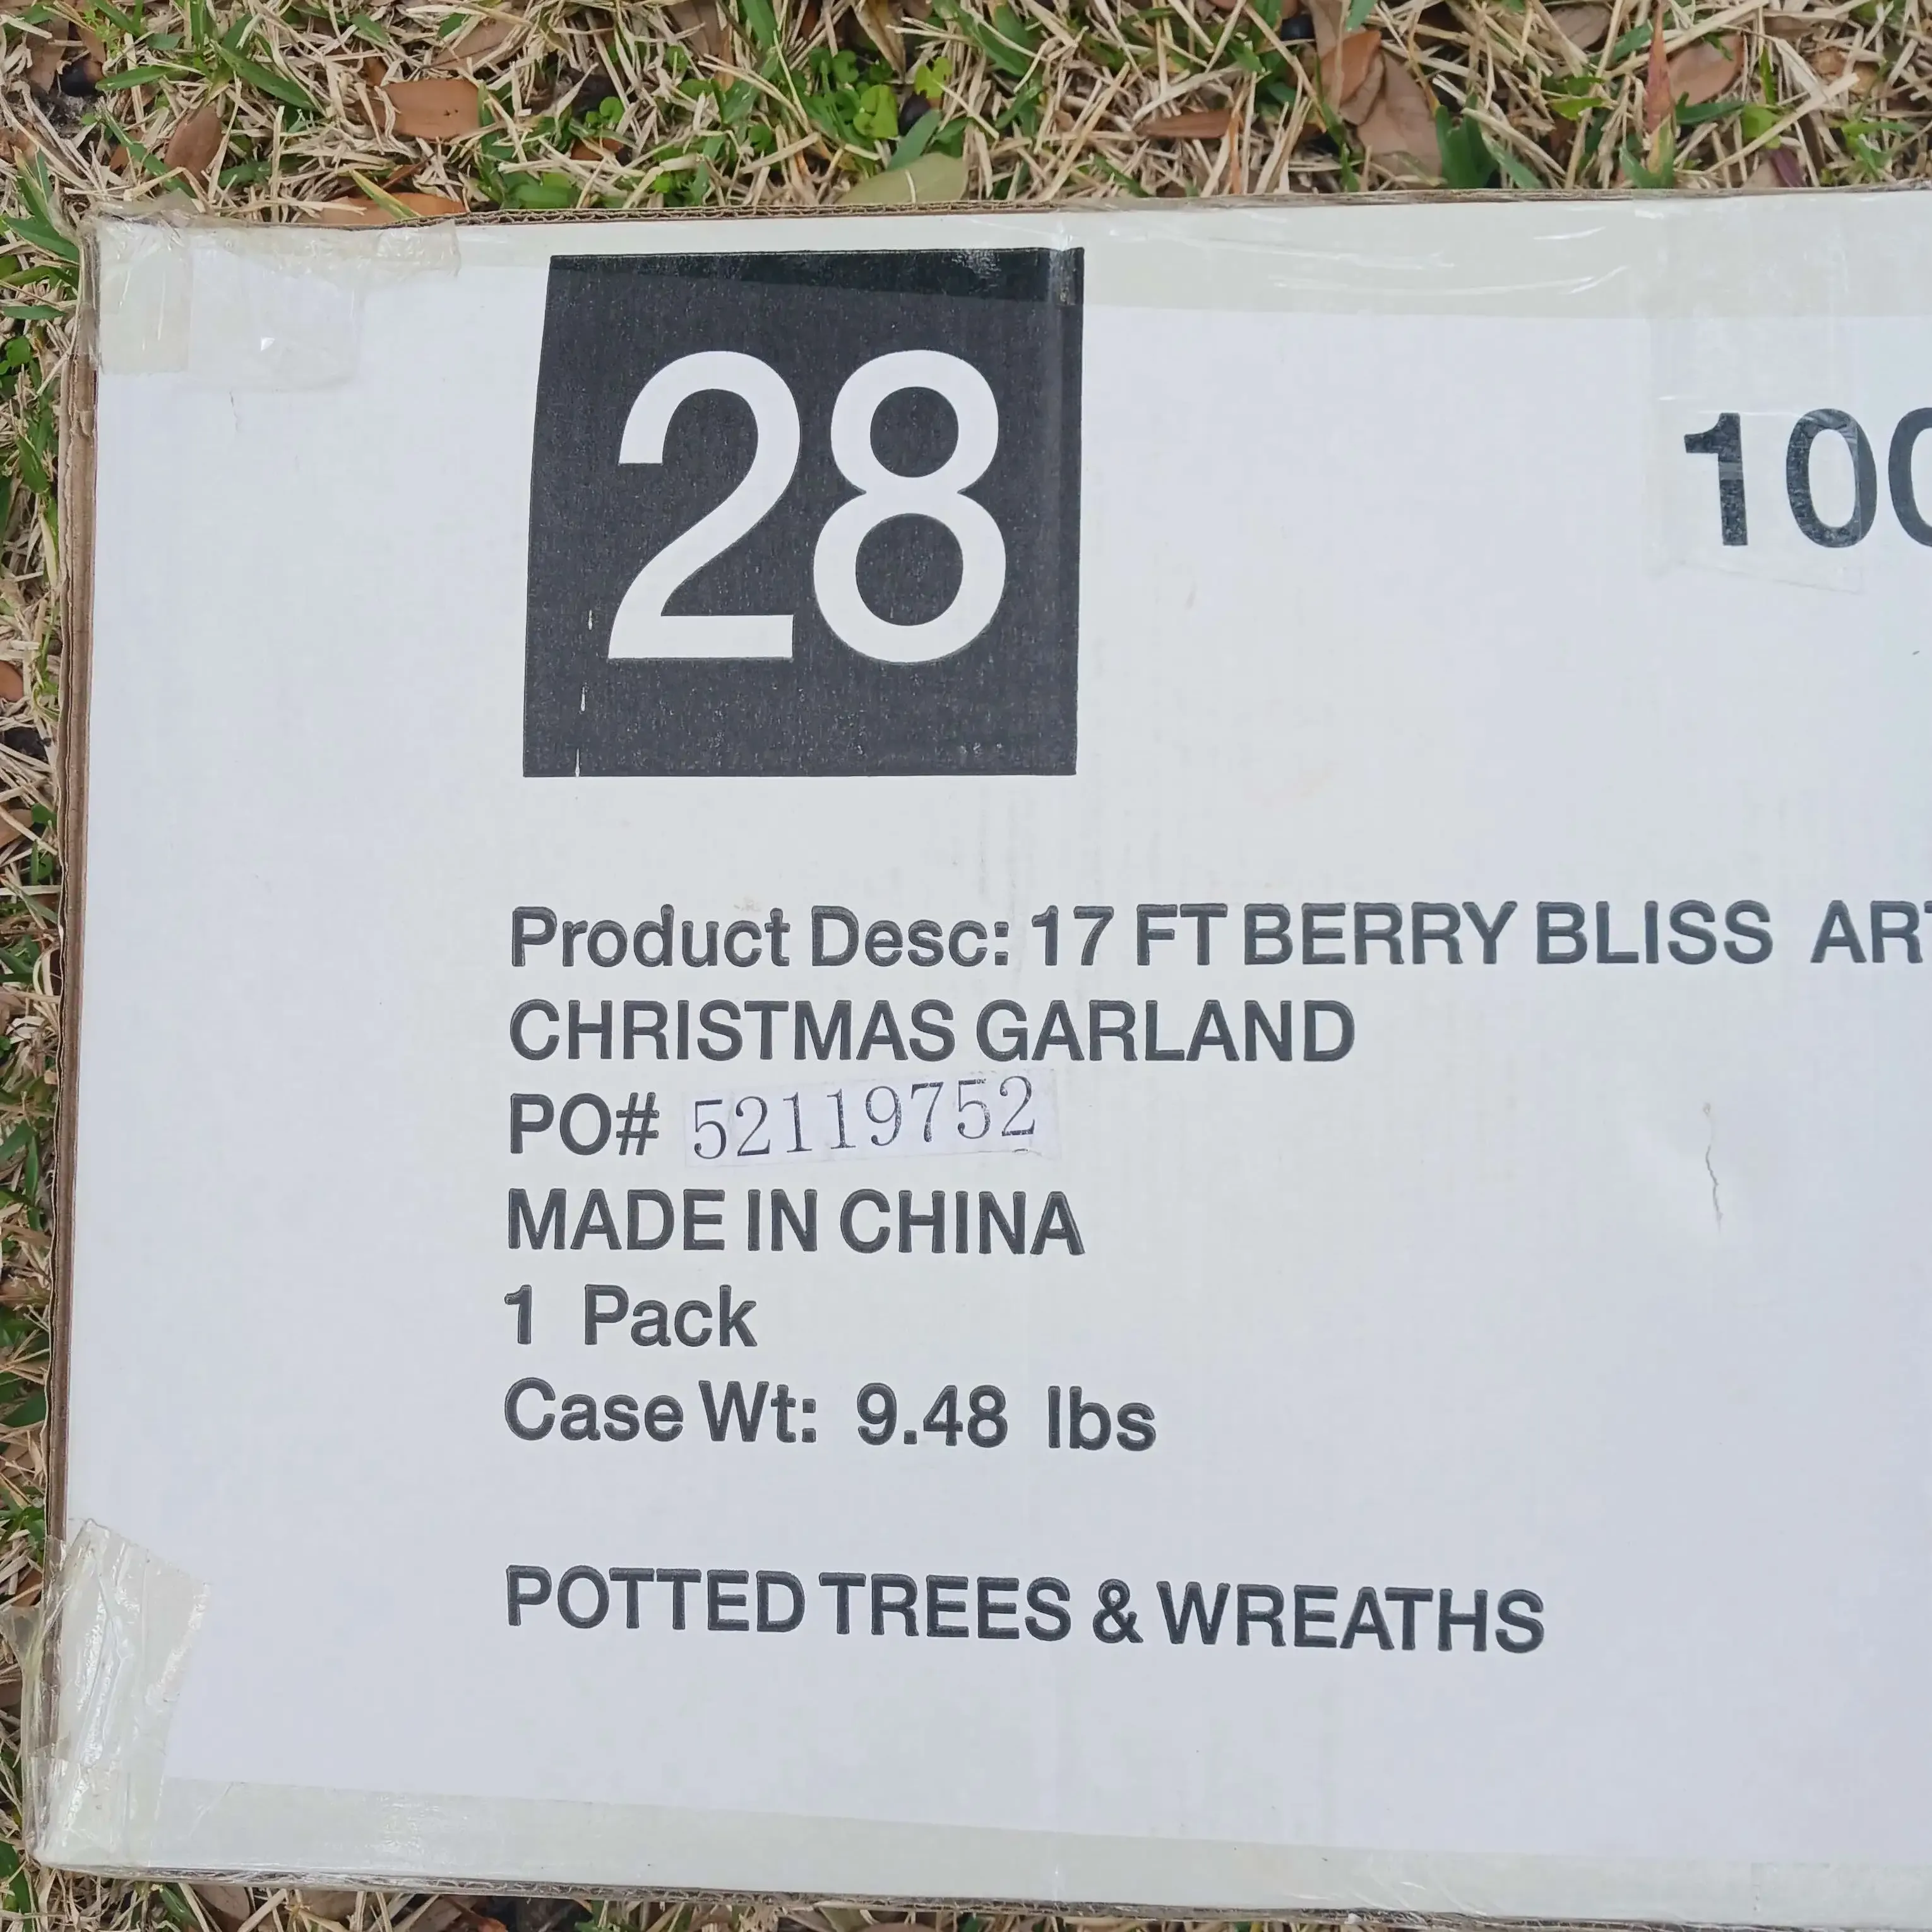 28
Product Desc: 17 FT BERRY BLISS
CHRISTMAS GARLAND
PO# 52119752
MADE IN CHINA
1 Pack
Case Wt: 9.48 lbs
POTTED TREES & WREATHS